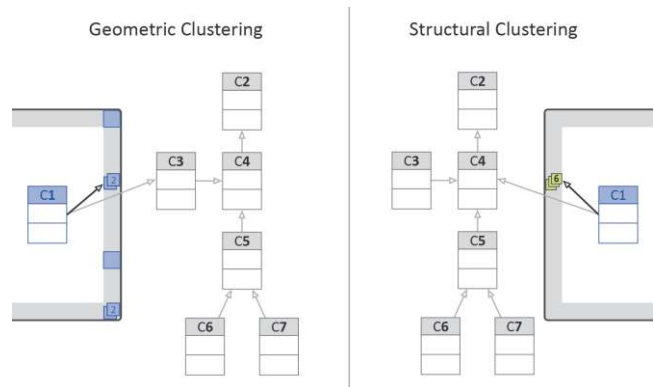 Geometric Clustering
C2
C3
C4
C1
2
C5
2
C6
C7
Structural Clustering
C2
C3
C4
6
C1
C5
C6
C7